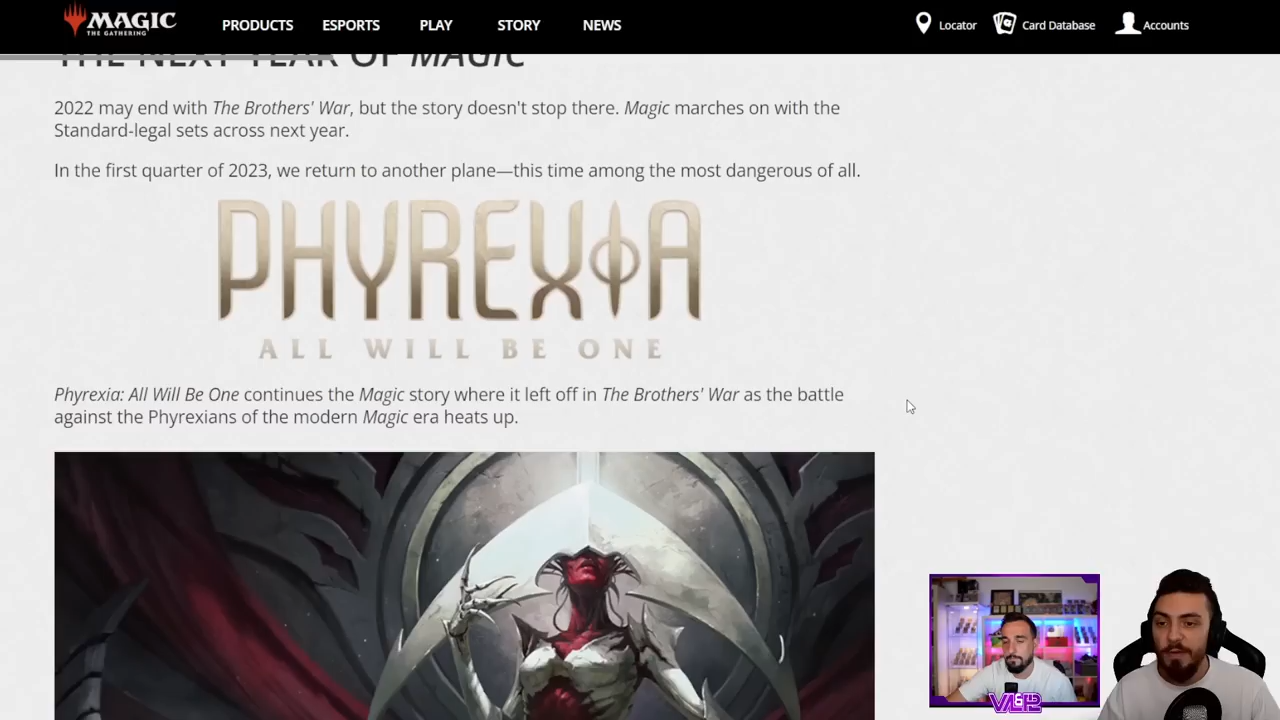 MAGIC
THE GATHERING
PRODUCTS
ESPORTS
PLAY
STORY
NEWS
Locator
Card Database
Accounts
THE NEXT YEAR OF MAGIC
2022 may end with The Brothers' War, but the story doesn't stop there. Magic marches on with the
Standard-legal sets across next year.
In the first quarter of 2023, we return to another plane—this time among the most dangerous of all.
PHYREXIA
ALL WILL BE ONE
Phyrexia: All Will Be One continues the Magic story where it left off in The Brothers' War as the battle
against the Phyrexians of the modern Magic era heats up.